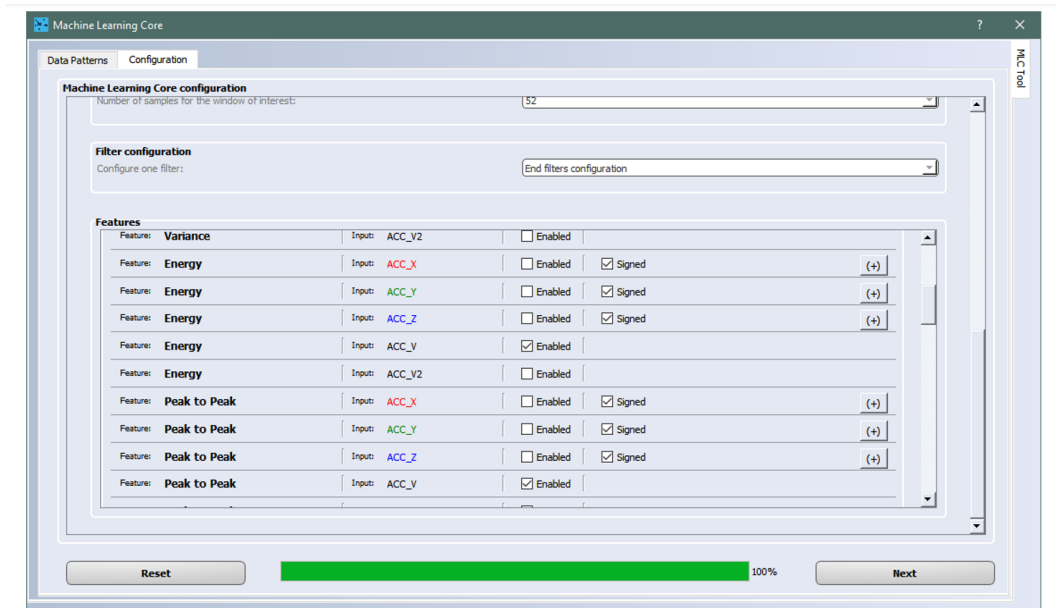 Machine Learning Core ? ×
Data Patterns Configuration
MLC Tool
Machine Learning Core configuration
Number of samples for the window of interest: 52
Filter configuration
Configure one filter: End filters configuration
Features
Feature: Variance Input: ACC_V2 Enabled
Feature: Energy Input: ACC_X Enabled Signed (+)
Feature: Energy Input: ACC_Y Enabled Signed (+)
Feature: Energy Input: ACC_Z Enabled Signed (+)
Feature: Energy Input: ACC_V Enabled
Feature: Energy Input: ACC_V2 Enabled
Feature: Peak to Peak Input: ACC_X Enabled Signed (+)
Feature: Peak to Peak Input: ACC_Y Enabled Signed (+)
Feature: Peak to Peak Input: ACC_Z Enabled Signed (+)
Feature: Peak to Peak Input: ACC_V Enabled
Reset 100% Next